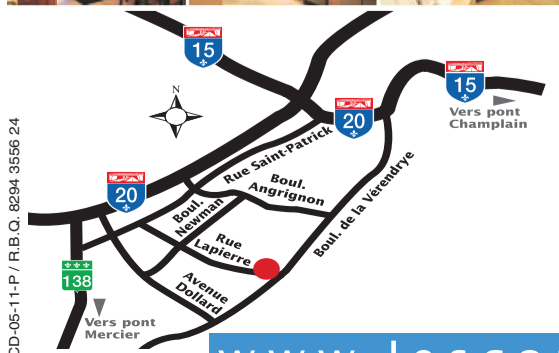 15
N
20
15
Vers pont
Champlain
Rue Saint-Patrick
Boul.
Angrignon
20
Boul.
Newman
Boul. de la Vérendrye
Rue
Lapierre
138
Avenue
Dollard
Vers pont
Mercier
CD-05-11-P / R.B.Q. 8294 3556 24